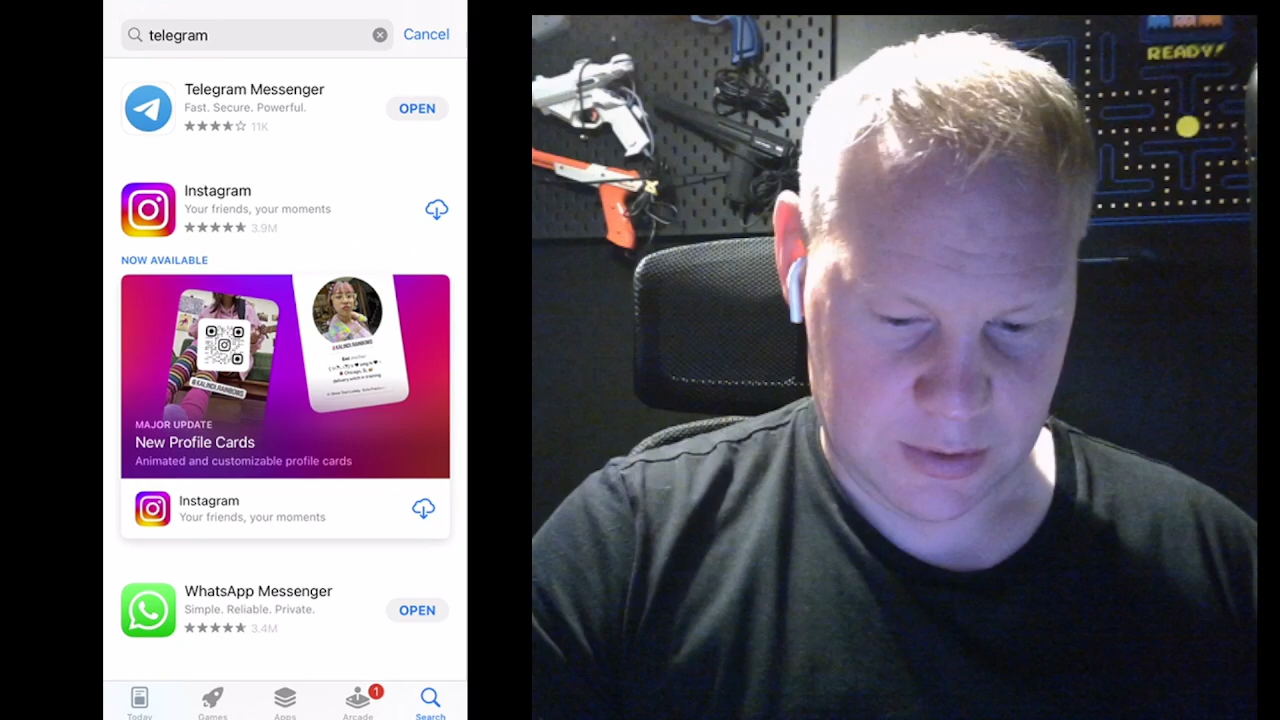 telegram
Cancel
Telegram Messenger
Fast. Secure. Powerful.
11K
OPEN
Instagram
Your friends, your moments
3.9M
NOW AVAILABLE
@KALINDI.RAINBOWS
MAJOR UPDATE
New Profile Cards
Animated and customizable profile cards
Instagram
Your friends, your moments
WhatsApp Messenger
Simple. Reliable. Private.
3.4M
OPEN
1
Today
Games
Apps
Arcade
Search
READY!